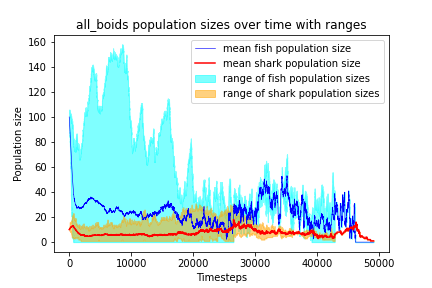 all_boids population sizes over time with ranges
mean fish population size
mean shark population size
range of fish population sizes
range of shark population sizes
Population size
160
140
120
100
80
60
40
20
0
0
10000
20000
30000
40000
50000
Timesteps